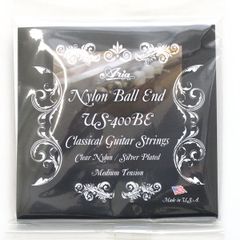 Aria
Nylon Ball End
US-400BE
Classical Guitar Strings
Clear Nylon Silver Plated
Medium Tension
Made in U.S.A.